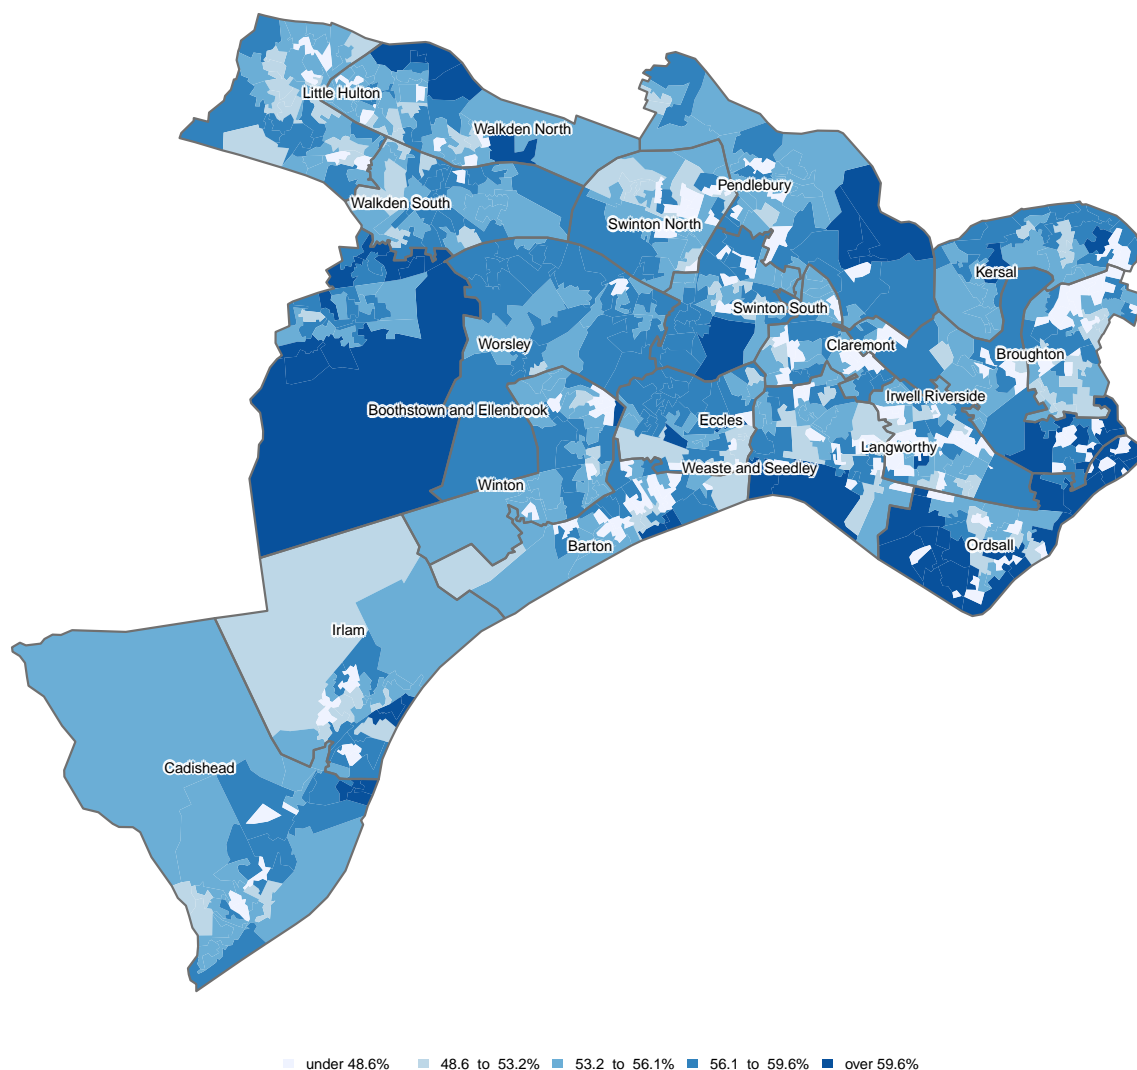 Little Hulton
Walkden North
Pendlebury
Walkden South
Swinton North
Kersal
Swinton South
Worsley
Claremont
Broughton
Irwell Riverside
Boothstown and Ellenbrook
Eccles
Langworthy
Weaste and Seedley
Winton
Barton
Ordsall
Irlam
Cadishead
under 48.6% 48.6 to 53.2% 53.2 to 56.1% 56.1 to 59.6% over 59.6%